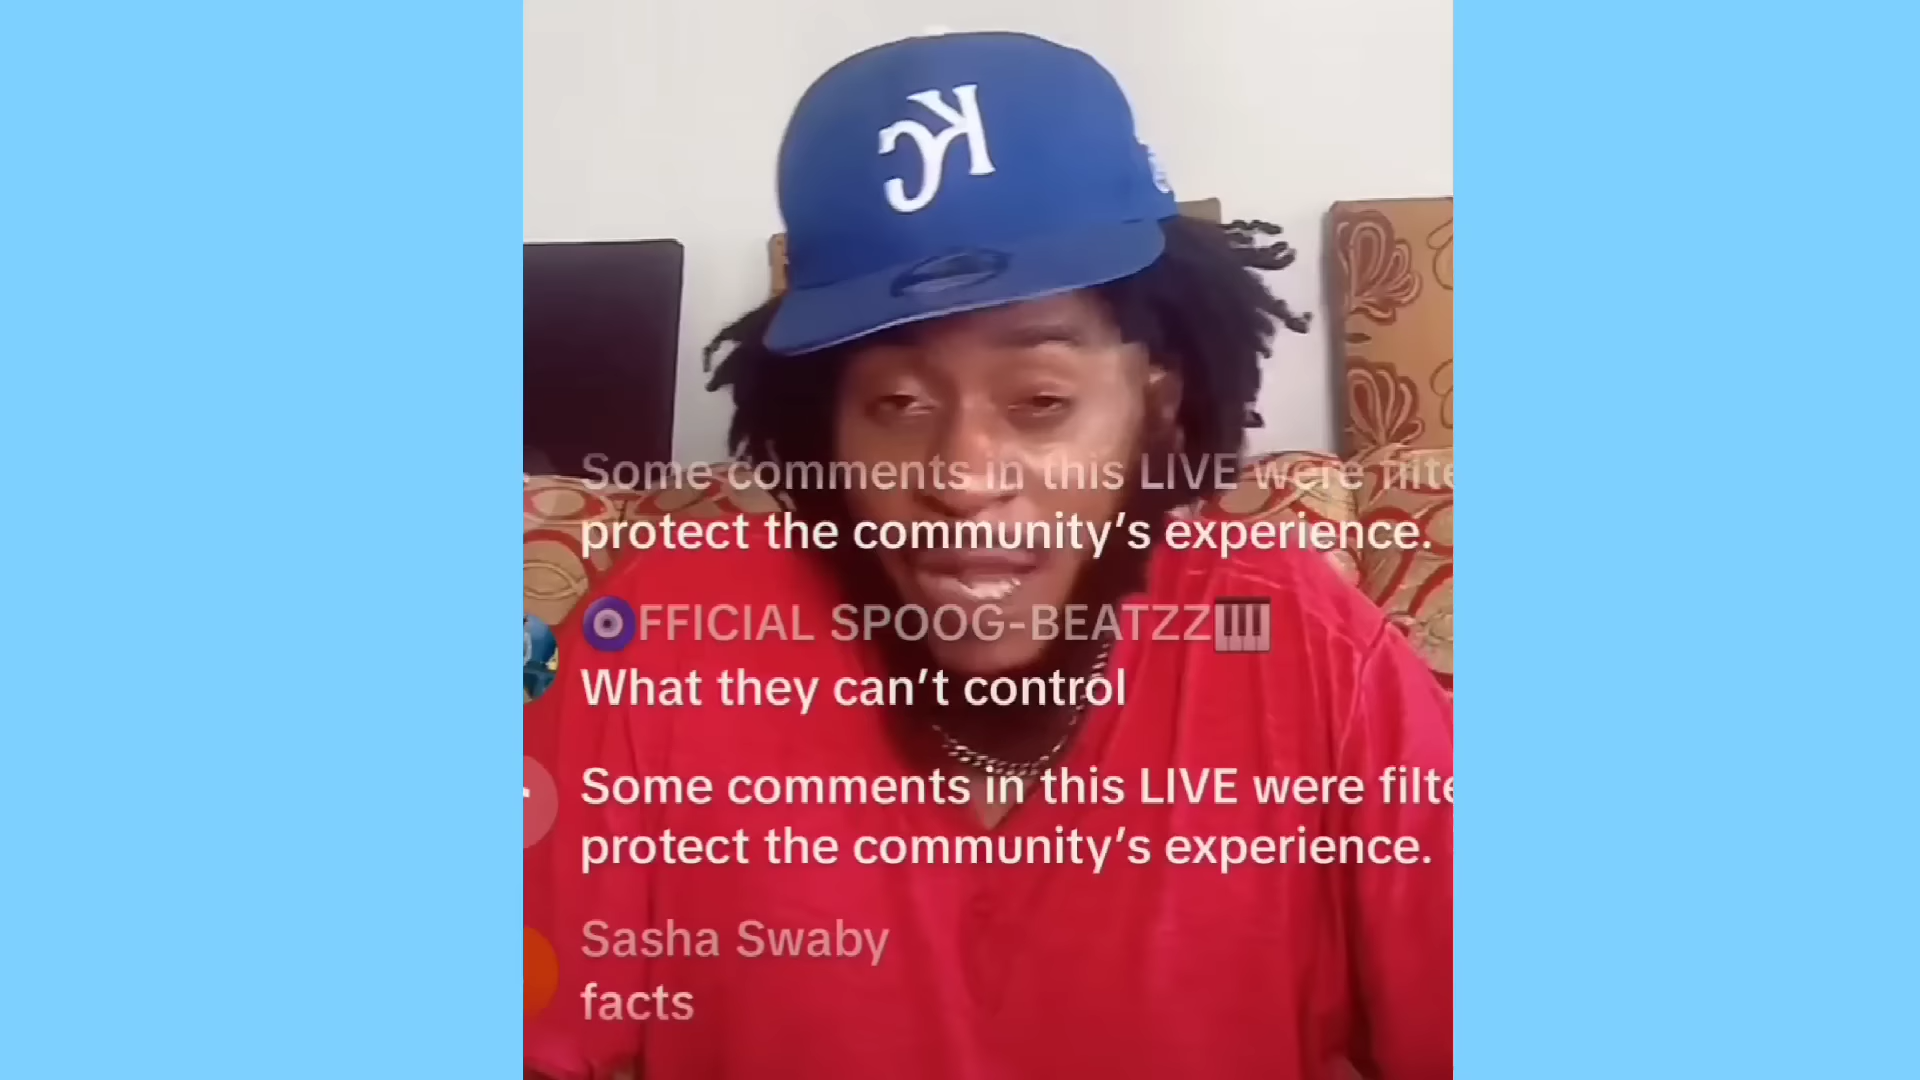 KC
Some comments in this LIVE were filte
protect the community’s experience.
OFFICIAL SPOOG-BEATZZ🎹
What they can’t control
Some comments in this LIVE were filte
protect the community’s experience.
Sasha Swaby
facts